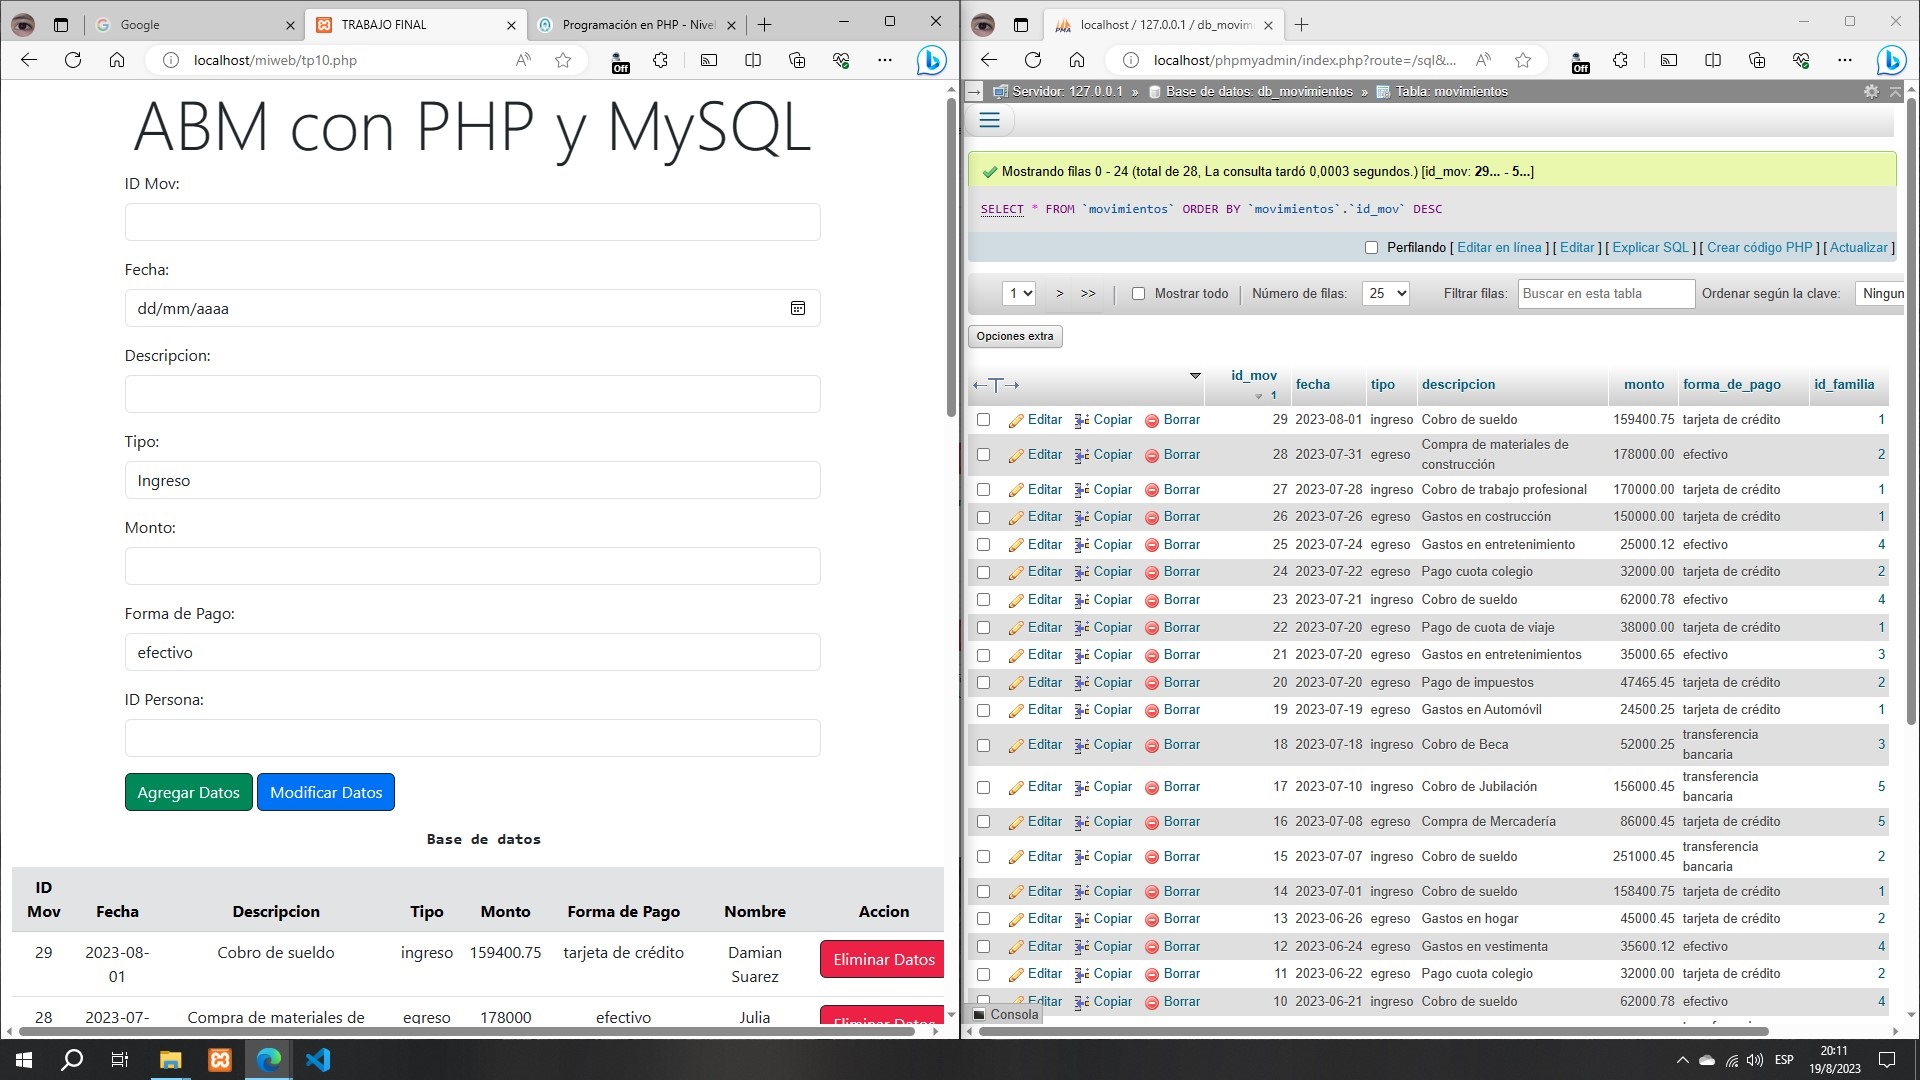 Google
TRABAJO FINAL
Programación en PHP - Nivel
localhost/miweb/tp10.php
Off
ABM con PHP y MySQL
ID Mov:
Fecha:
dd/mm/aaaa
Descripcion:
Tipo:
Ingreso
Monto:
Forma de Pago:
efectivo
ID Persona:
Agregar Datos Modificar Datos
Base de datos
ID Mov Fecha Descripcion Tipo Monto Forma de Pago Nombre Accion
29 2023-08-01 Cobro de sueldo ingreso 159400.75 tarjeta de crédito Damian Suarez Eliminar Datos
28 2023-07- Compra de materiales de egreso 178000 efectivo Julia Eliminar Datos
localhost / 127.0.0.1 / db_movim
localhost/phpmyadmin/index.php?route=/sql&...
Off
Servidor: 127.0.0.1 » Base de datos: db_movimientos » Tabla: movimientos
Mostrando filas 0 - 24 (total de 28, La consulta tardó 0,0003 segundos.) [id_mov: 29... - 5...]
SELECT * FROM `movimientos` ORDER BY `movimientos`.`id_mov` DESC
Perfilando [ Editar en línea ] [ Editar ] [ Explicar SQL ] [ Crear código PHP ] [ Actualizar ]
1 > >> Mostrar todo Número de filas: 25 Filtrar filas: Buscar en esta tabla Ordenar según la clave: Ningun
Opciones extra
id_mov 1 fecha tipo descripcion monto forma_de_pago id_familia
Editar Copiar Borrar 29 2023-08-01 ingreso Cobro de sueldo 159400.75 tarjeta de crédito 1
Editar Copiar Borrar 28 2023-07-31 egreso Compra de materiales de construcción 178000.00 efectivo 2
Editar Copiar Borrar 27 2023-07-28 ingreso Cobro de trabajo profesional 170000.00 tarjeta de crédito 1
Editar Copiar Borrar 26 2023-07-26 egreso Gastos en costrucción 150000.00 tarjeta de crédito 1
Editar Copiar Borrar 25 2023-07-24 egreso Gastos en entretenimiento 25000.12 efectivo 4
Editar Copiar Borrar 24 2023-07-22 egreso Pago cuota colegio 32000.00 tarjeta de crédito 2
Editar Copiar Borrar 23 2023-07-21 ingreso Cobro de sueldo 62000.78 efectivo 4
Editar Copiar Borrar 22 2023-07-20 egreso Pago de cuota de viaje 38000.00 tarjeta de crédito 1
Editar Copiar Borrar 21 2023-07-20 egreso Gastos en entretenimientos 35000.65 efectivo 3
Editar Copiar Borrar 20 2023-07-20 egreso Pago de impuestos 47465.45 tarjeta de crédito 2
Editar Copiar Borrar 19 2023-07-19 egreso Gastos en Automóvil 24500.25 tarjeta de crédito 1
Editar Copiar Borrar 18 2023-07-18 ingreso Cobro de Beca 52000.25 transferencia bancaria 3
Editar Copiar Borrar 17 2023-07-10 ingreso Cobro de Jubilación 156000.45 transferencia bancaria 5
Editar Copiar Borrar 16 2023-07-08 egreso Compra de Mercadería 86000.45 tarjeta de crédito 5
Editar Copiar Borrar 15 2023-07-07 ingreso Cobro de sueldo 251000.45 transferencia bancaria 2
Editar Copiar Borrar 14 2023-07-01 ingreso Cobro de sueldo 158400.75 tarjeta de crédito 1
Editar Copiar Borrar 13 2023-06-26 egreso Gastos en hogar 45000.45 tarjeta de crédito 2
Editar Copiar Borrar 12 2023-06-24 egreso Gastos en vestimenta 35600.12 efectivo 4
Editar Copiar Borrar 11 2023-06-22 egreso Pago cuota colegio 32000.00 tarjeta de crédito 2
Editar Copiar Borrar 10 2023-06-21 ingreso Cobro de sueldo 62000.78 efectivo 4
Consola
ESP
20:11
19/8/2023